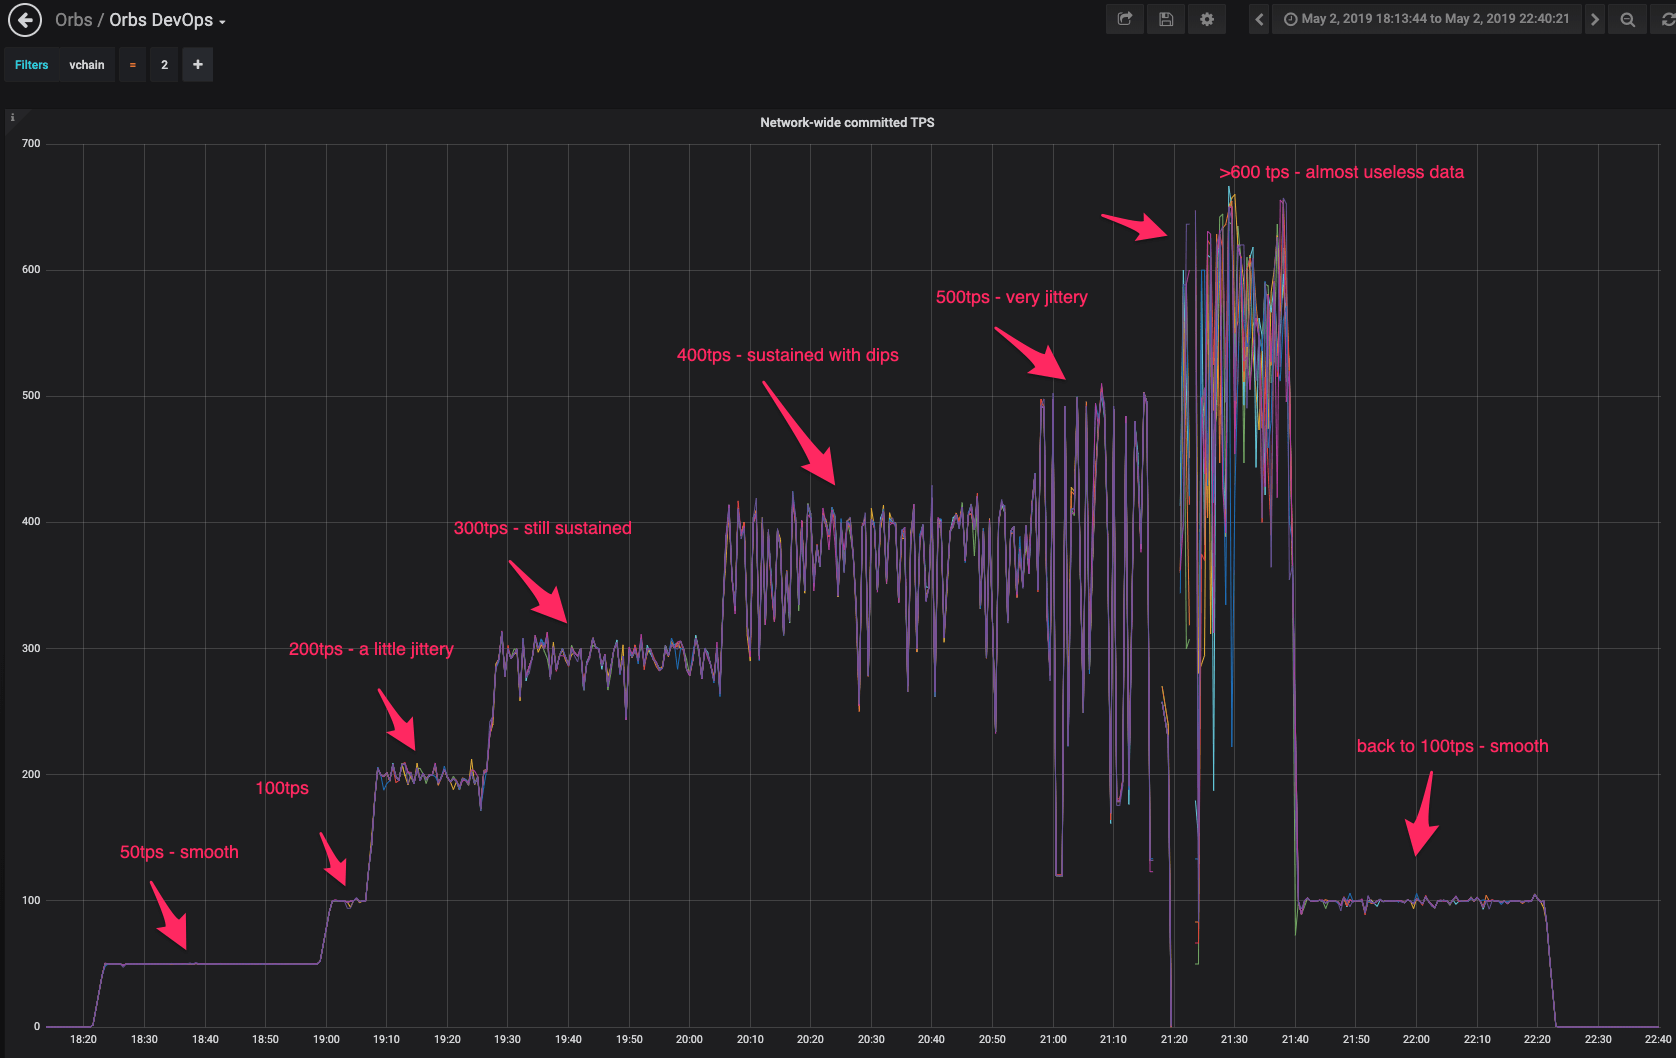 Orbs / Orbs DevOps
May 2, 2019 18:13:44 to May 2, 2019 22:40:21
Filters vchain = 2 +
i
Network-wide committed TPS
700
>600 tps - almost useless data
600
500tps - very jittery
400tps - sustained with dips
500
400
300tps - still sustained
300
200tps - a little jittery
back to 100tps - smooth
200
100tps
50tps - smooth
100
0
18:20 18:30 18:40 18:50 19:00 19:10 19:20 19:30 19:40 19:50 20:00 20:10 20:20 20:30 20:40 20:50 21:00 21:10 21:20 21:30 21:40 21:50 22:00 22:10 22:20 22:30 22:40